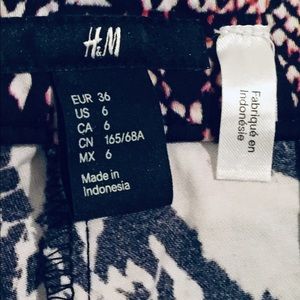 H&M
EUR 36
US 6
CA 6
CN 165/68A
MX 6
Made in
Indonesia
Fabriqué en
Indonésie